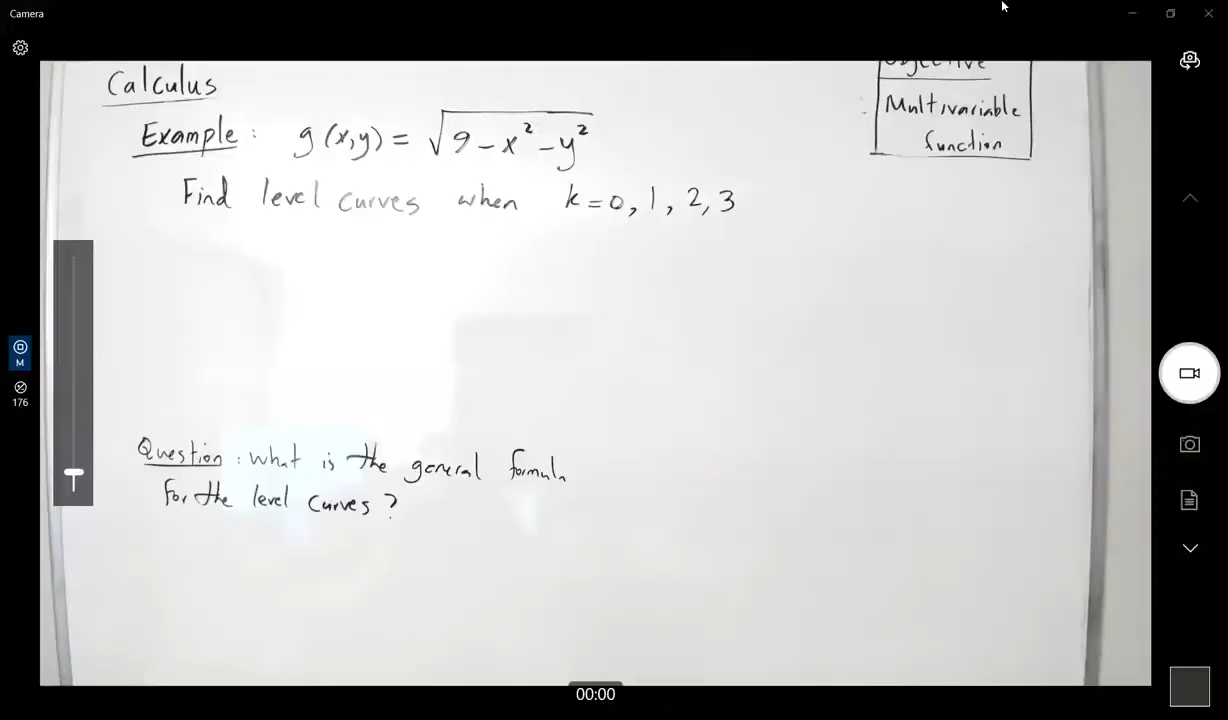 Camera
Calculus
Objective
Multivariable
function
Example: g(x,y) = √(9-x²-y²)
Find level curves when k=0, 1, 2, 3
M
176
Question: what is the general formula
for the level curves?
00:00